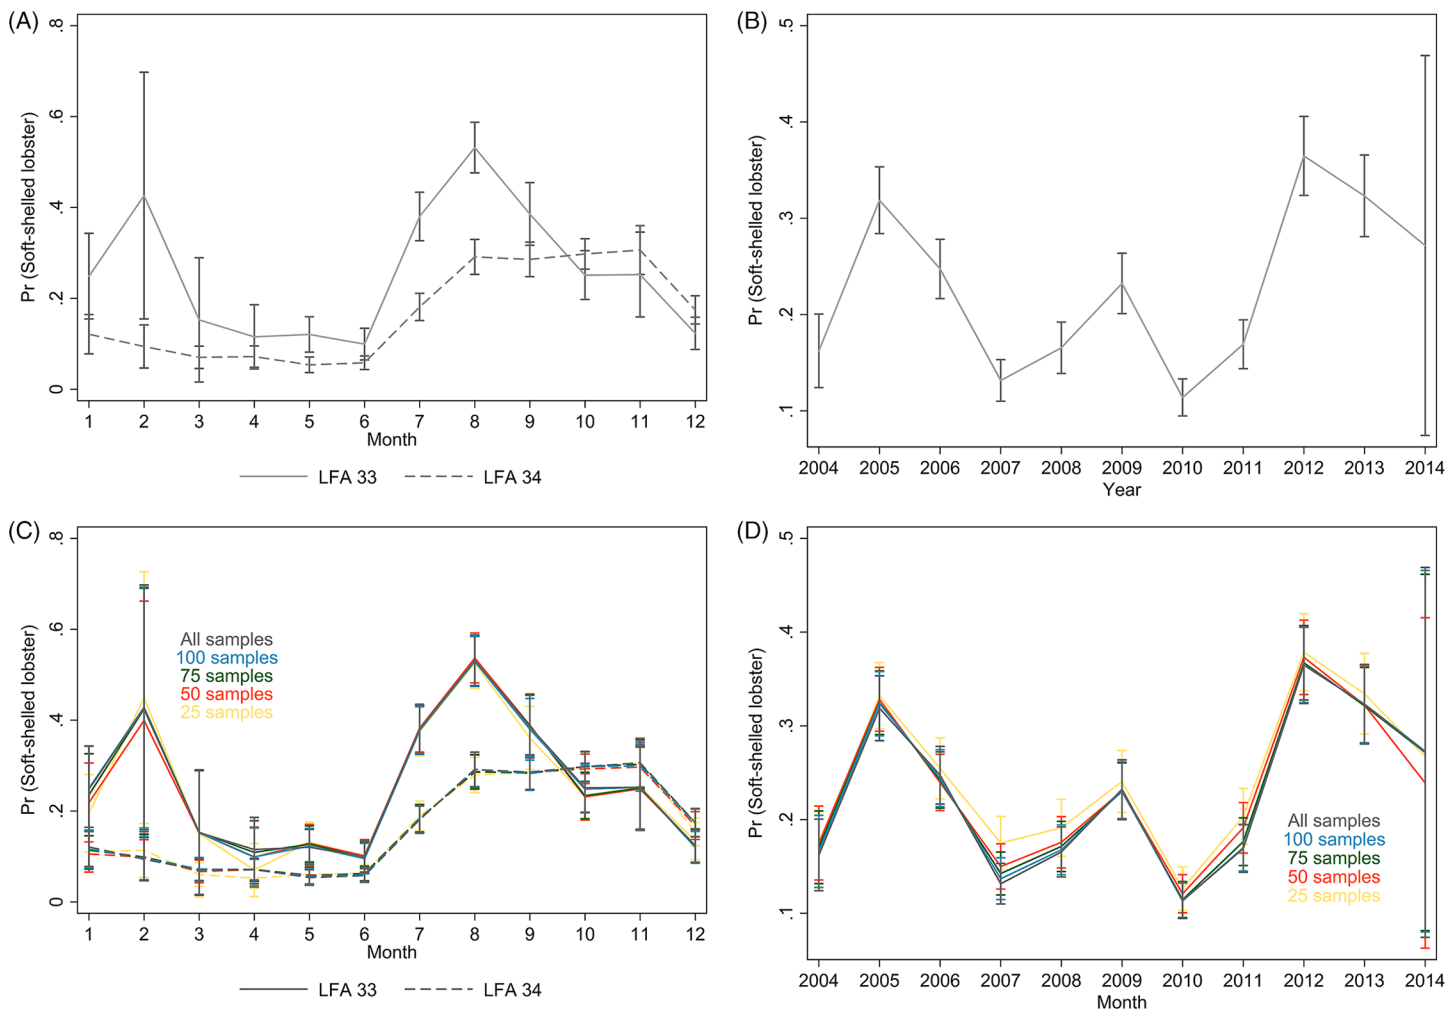 (A)
.8
.6
.4
.2
0
Pr (Soft-shelled lobster)
1 2 3 4 5 6 7 8 9 10 11 12
Month
LFA 33 LFA 34
(B)
.5
.4
.3
.2
.1
Pr (Soft-shelled lobster)
2004 2005 2006 2007 2008 2009 2010 2011 2012 2013 2014
Year
(C)
.8
.6
.4
.2
0
Pr (Soft-shelled lobster)
All samples
100 samples
75 samples
50 samples
25 samples
1 2 3 4 5 6 7 8 9 10 11 12
Month
LFA 33 LFA 34
(D)
.5
.4
.3
.2
.1
Pr (Soft-shelled lobster)
All samples
100 samples
75 samples
50 samples
25 samples
2004 2005 2006 2007 2008 2009 2010 2011 2012 2013 2014
Month